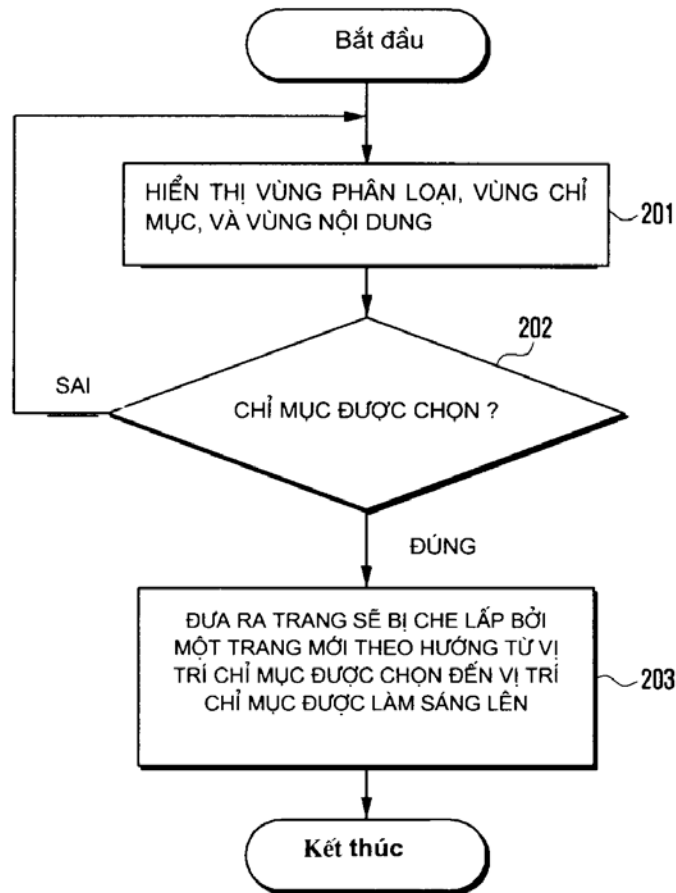 Bắt đầu
HIỂN THỊ VÙNG PHÂN LOẠI, VÙNG CHỈ
MỤC, VÀ VÙNG NỘI DUNG
201
202
SAI
CHỈ MỤC ĐƯỢC CHỌN ?
ĐÚNG
ĐƯA RA TRANG SẼ BỊ CHE LẤP BỞI
MỘT TRANG MỚI THEO HƯỚNG TỪ VỊ
TRÍ CHỈ MỤC ĐƯỢC CHỌN ĐẾN VỊ TRÍ
CHỈ MỤC ĐƯỢC LÀM SÁNG LÊN
203
Kết thúc